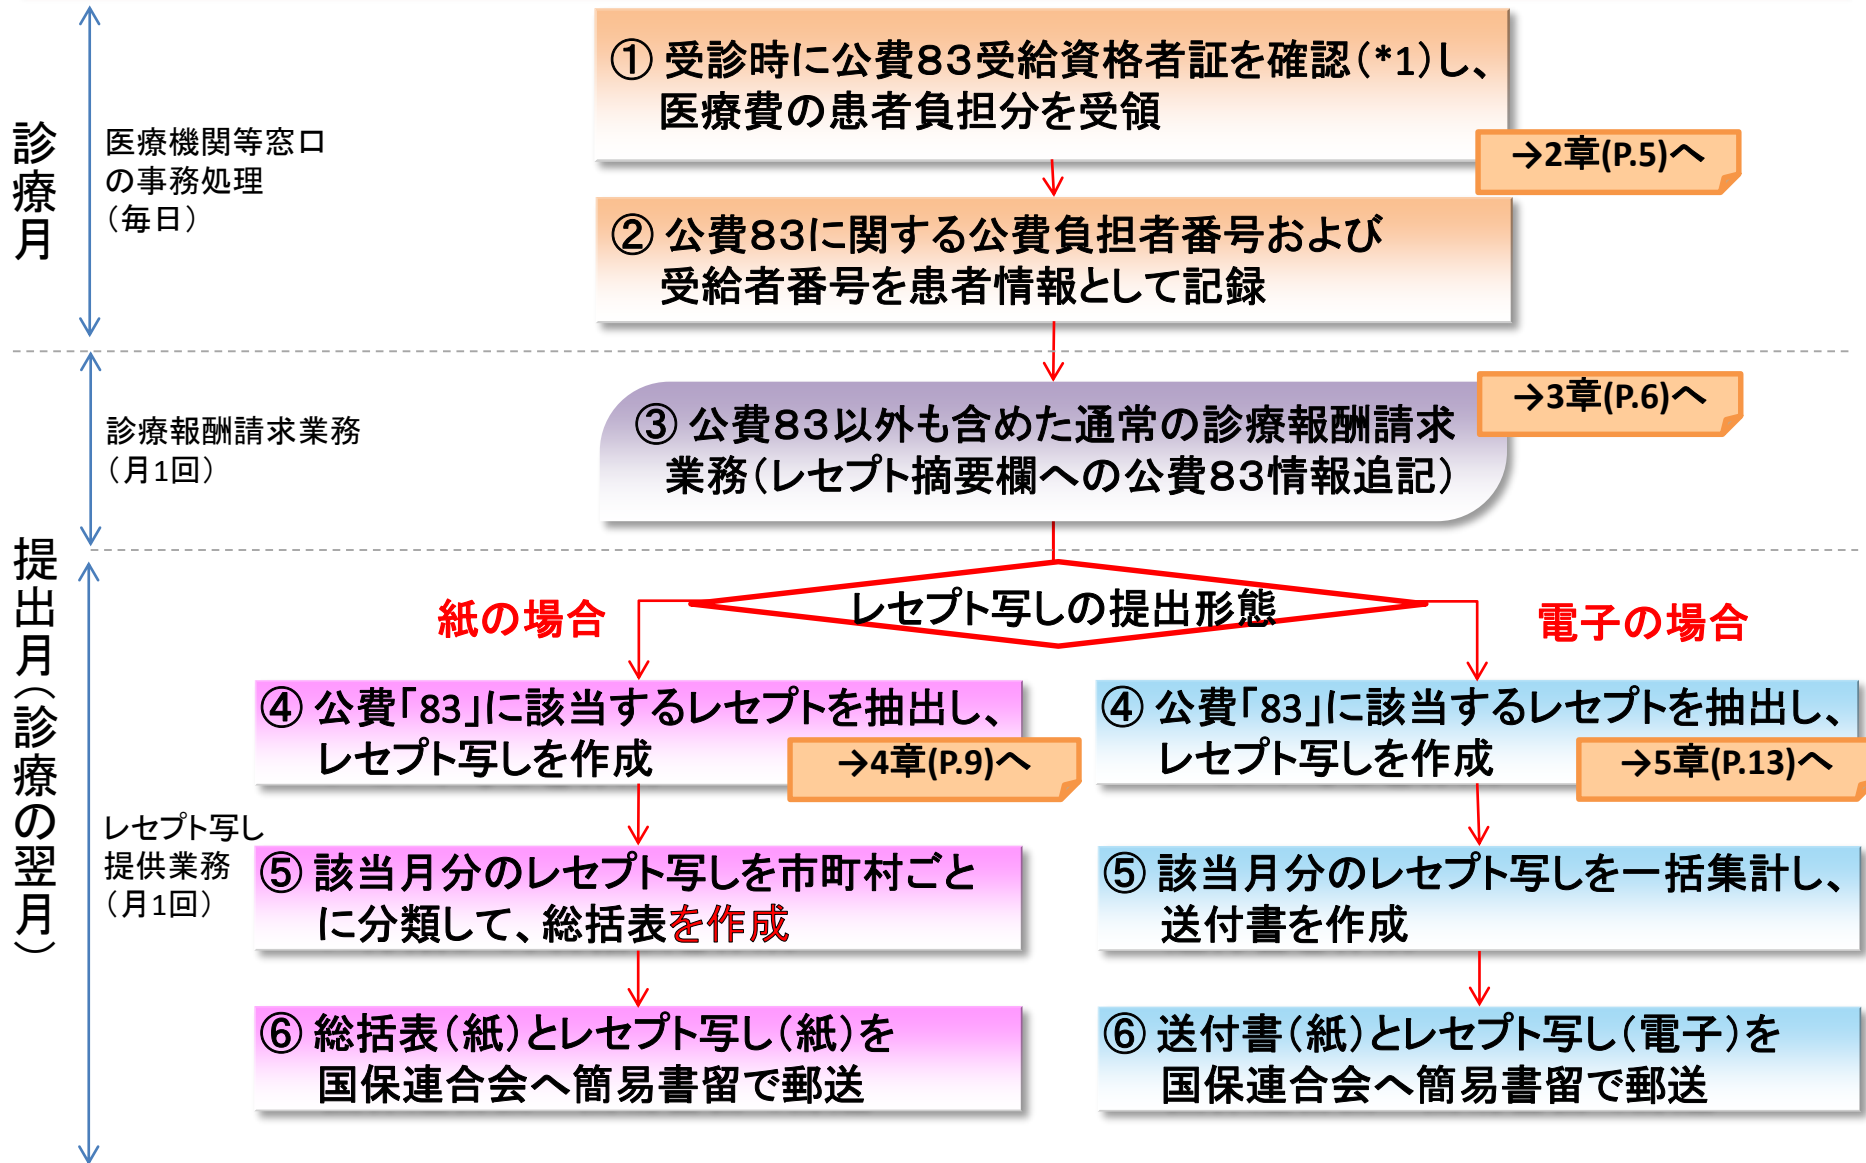 診療月
医療機関等窓口
の事務処理
（毎日）
① 受診時に公費８３受給資格者証を確認（*1）し、
医療費の患者負担分を受領
→2章(P.5)へ
② 公費８３に関する公費負担者番号および
受給者番号を患者情報として記録
提出月（診療の翌月）
診療報酬請求業務
（月1回）
③ 公費８３以外も含めた通常の診療報酬請求
業務（レセプト摘要欄への公費８３情報追記）
→3章(P.6)へ
レセプト写しの提出形態
紙の場合
電子の場合
レセプト写し
提供業務
（月1回）
④ 公費「83」に該当するレセプトを抽出し、
レセプト写しを作成
→4章(P.9)へ
⑤ 該当月分のレセプト写しを市町村ごと
に分類して、総括表を作成
⑥ 総括表（紙）とレセプト写し（紙）を
国保連合会へ簡易書留で郵送
④ 公費「83」に該当するレセプトを抽出し、
レセプト写しを作成
→5章(P.13)へ
⑤ 該当月分のレセプト写しを一括集計し、
送付書を作成
⑥ 送付書（紙）とレセプト写し（電子）を
国保連合会へ簡易書留で郵送